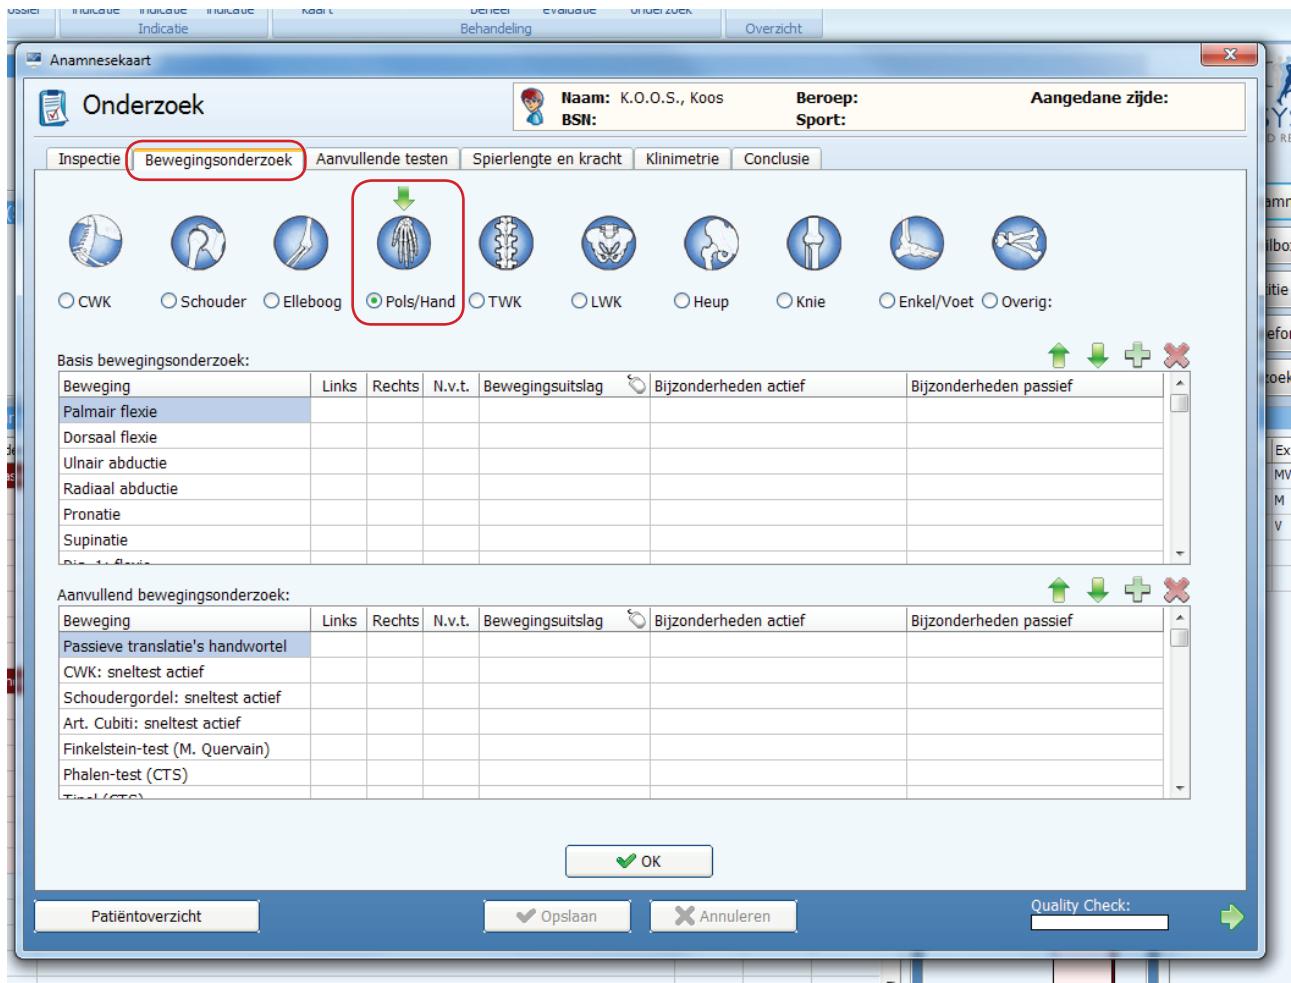 Indicatie Behandeling Overzicht
Anamnesekaart
Onderzoek
Naam: K.O.O.S., Koos Beroep: Aangedane zijde:
BSN: Sport:
Inspectie Bewegingsonderzoek Aanvullende testen Spierlengte en kracht Klinimetrie Conclusie
CWK Schouder Elleboog Pols/Hand TWK LWK Heup Knie Enkel/Voet Overig:
Basis bewegingsonderzoek:
Beweging Links Rechts N.v.t. Bewegingsuitslag Bijzonderheden actief Bijzonderheden passief
Palmair flexie
Dorsaal flexie
Ulnair abductie
Radiaal abductie
Pronatie
Supinatie
Aanvullend bewegingsonderzoek:
Beweging Links Rechts N.v.t. Bewegingsuitslag Bijzonderheden actief Bijzonderheden passief
Passieve translatie's handwortel
CWK: sneltest actief
Schoudergordel: sneltest actief
Art. Cubiti: sneltest actief
Finkelstein-test (M. Quervain)
Phalen-test (CTS)
OK
Patiëntoverzicht Opslaan Annuleren Quality Check:
Ex
MV
M
V